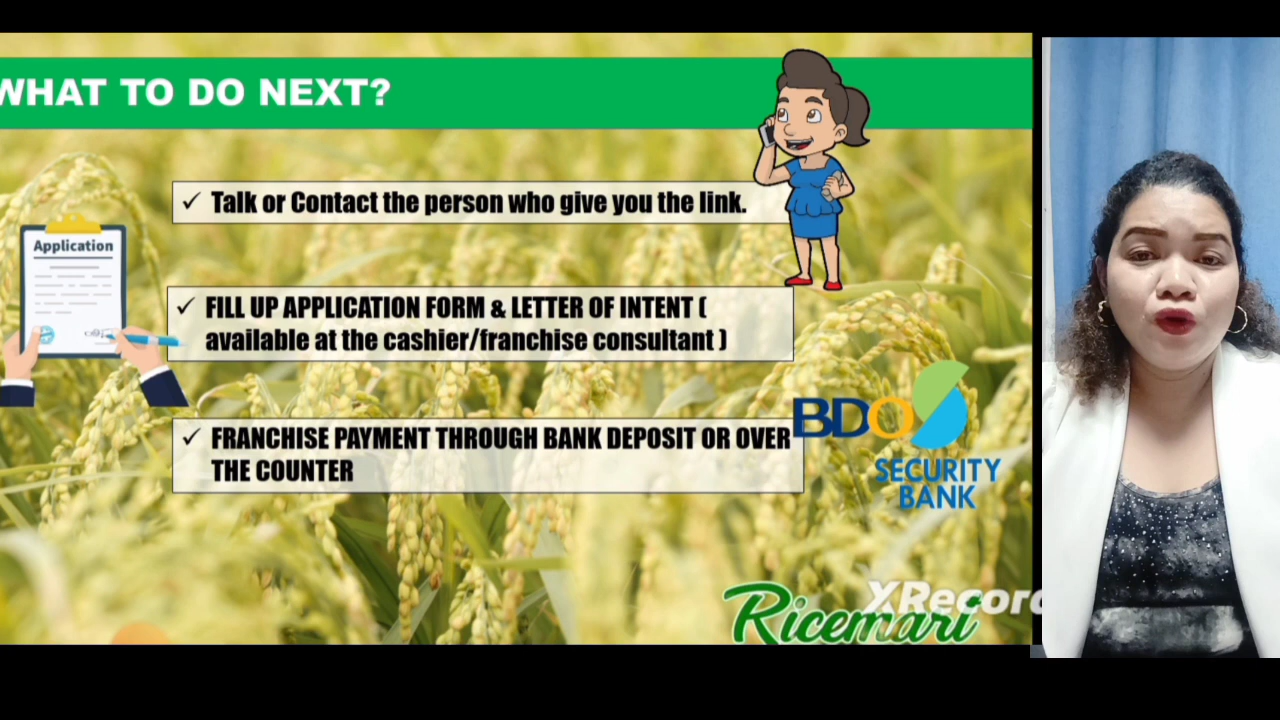 WHAT TO DO NEXT?
✓ Talk or Contact the person who give you the link.
Application
✓ FILL UP APPLICATION FORM & LETTER OF INTENT (
available at the cashier/franchise consultant )
✓ FRANCHISE PAYMENT THROUGH BANK DEPOSIT OR OVER
THE COUNTER
BDO
SECURITY
BANK
XRecord
Ricemart